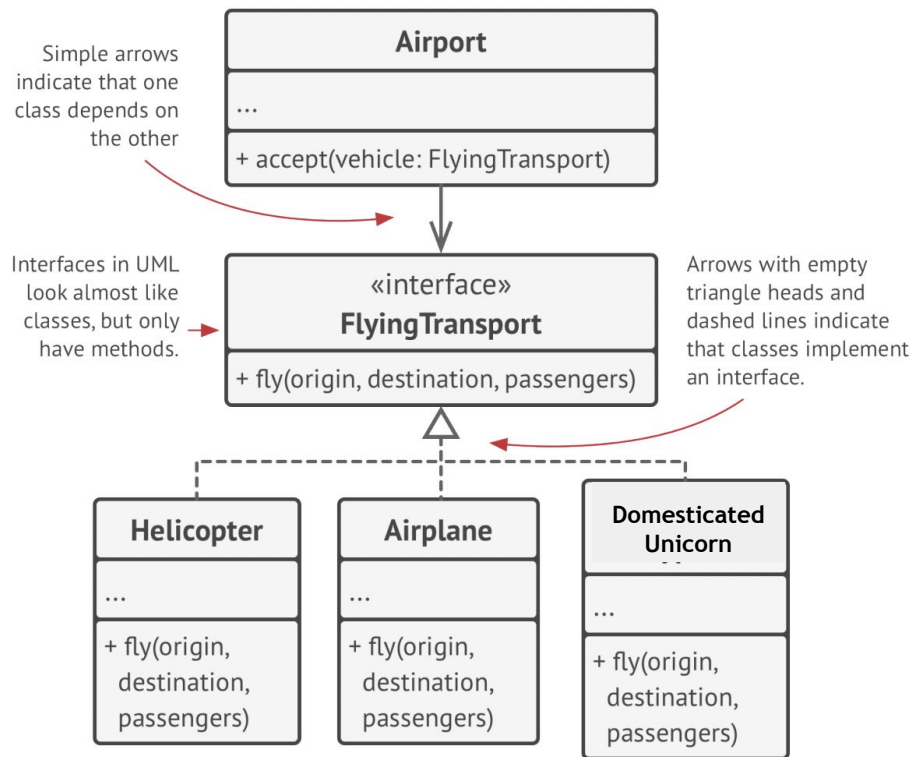 Airport
...
+ accept(vehicle: FlyingTransport)
Simple arrows
indicate that one
class depends on
the other
Interfaces in UML
look almost like
classes, but only
have methods.
«interface»
FlyingTransport
+ fly(origin, destination, passengers)
Arrows with empty
triangle heads and
dashed lines indicate
that classes implement
an interface.
Helicopter
...
+ fly(origin,
destination,
passengers)
Airplane
...
+ fly(origin,
destination,
passengers)
Domesticated
Unicorn
...
+ fly(origin,
destination,
passengers)